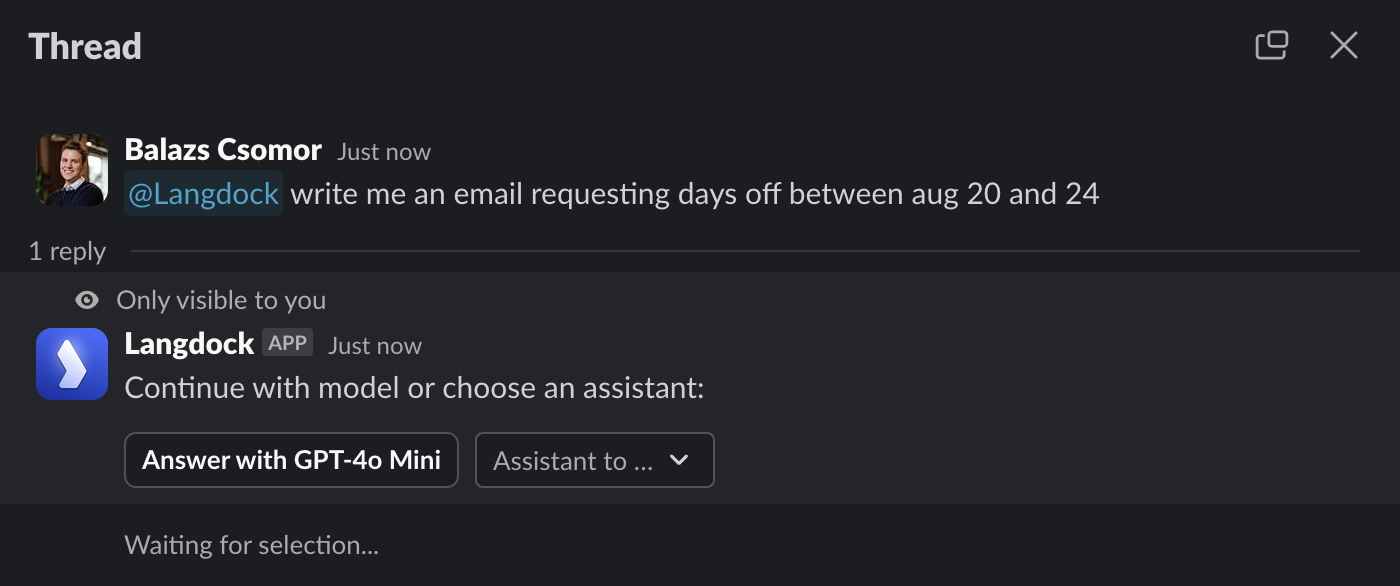 Thread
Balazs Csomor Just now
@Langdock write me an email requesting days off between aug 20 and 24
1 reply
Only visible to you
Langdock APP Just now
Continue with model or choose an assistant:
Answer with GPT-4o Mini Assistant to ...
Waiting for selection...